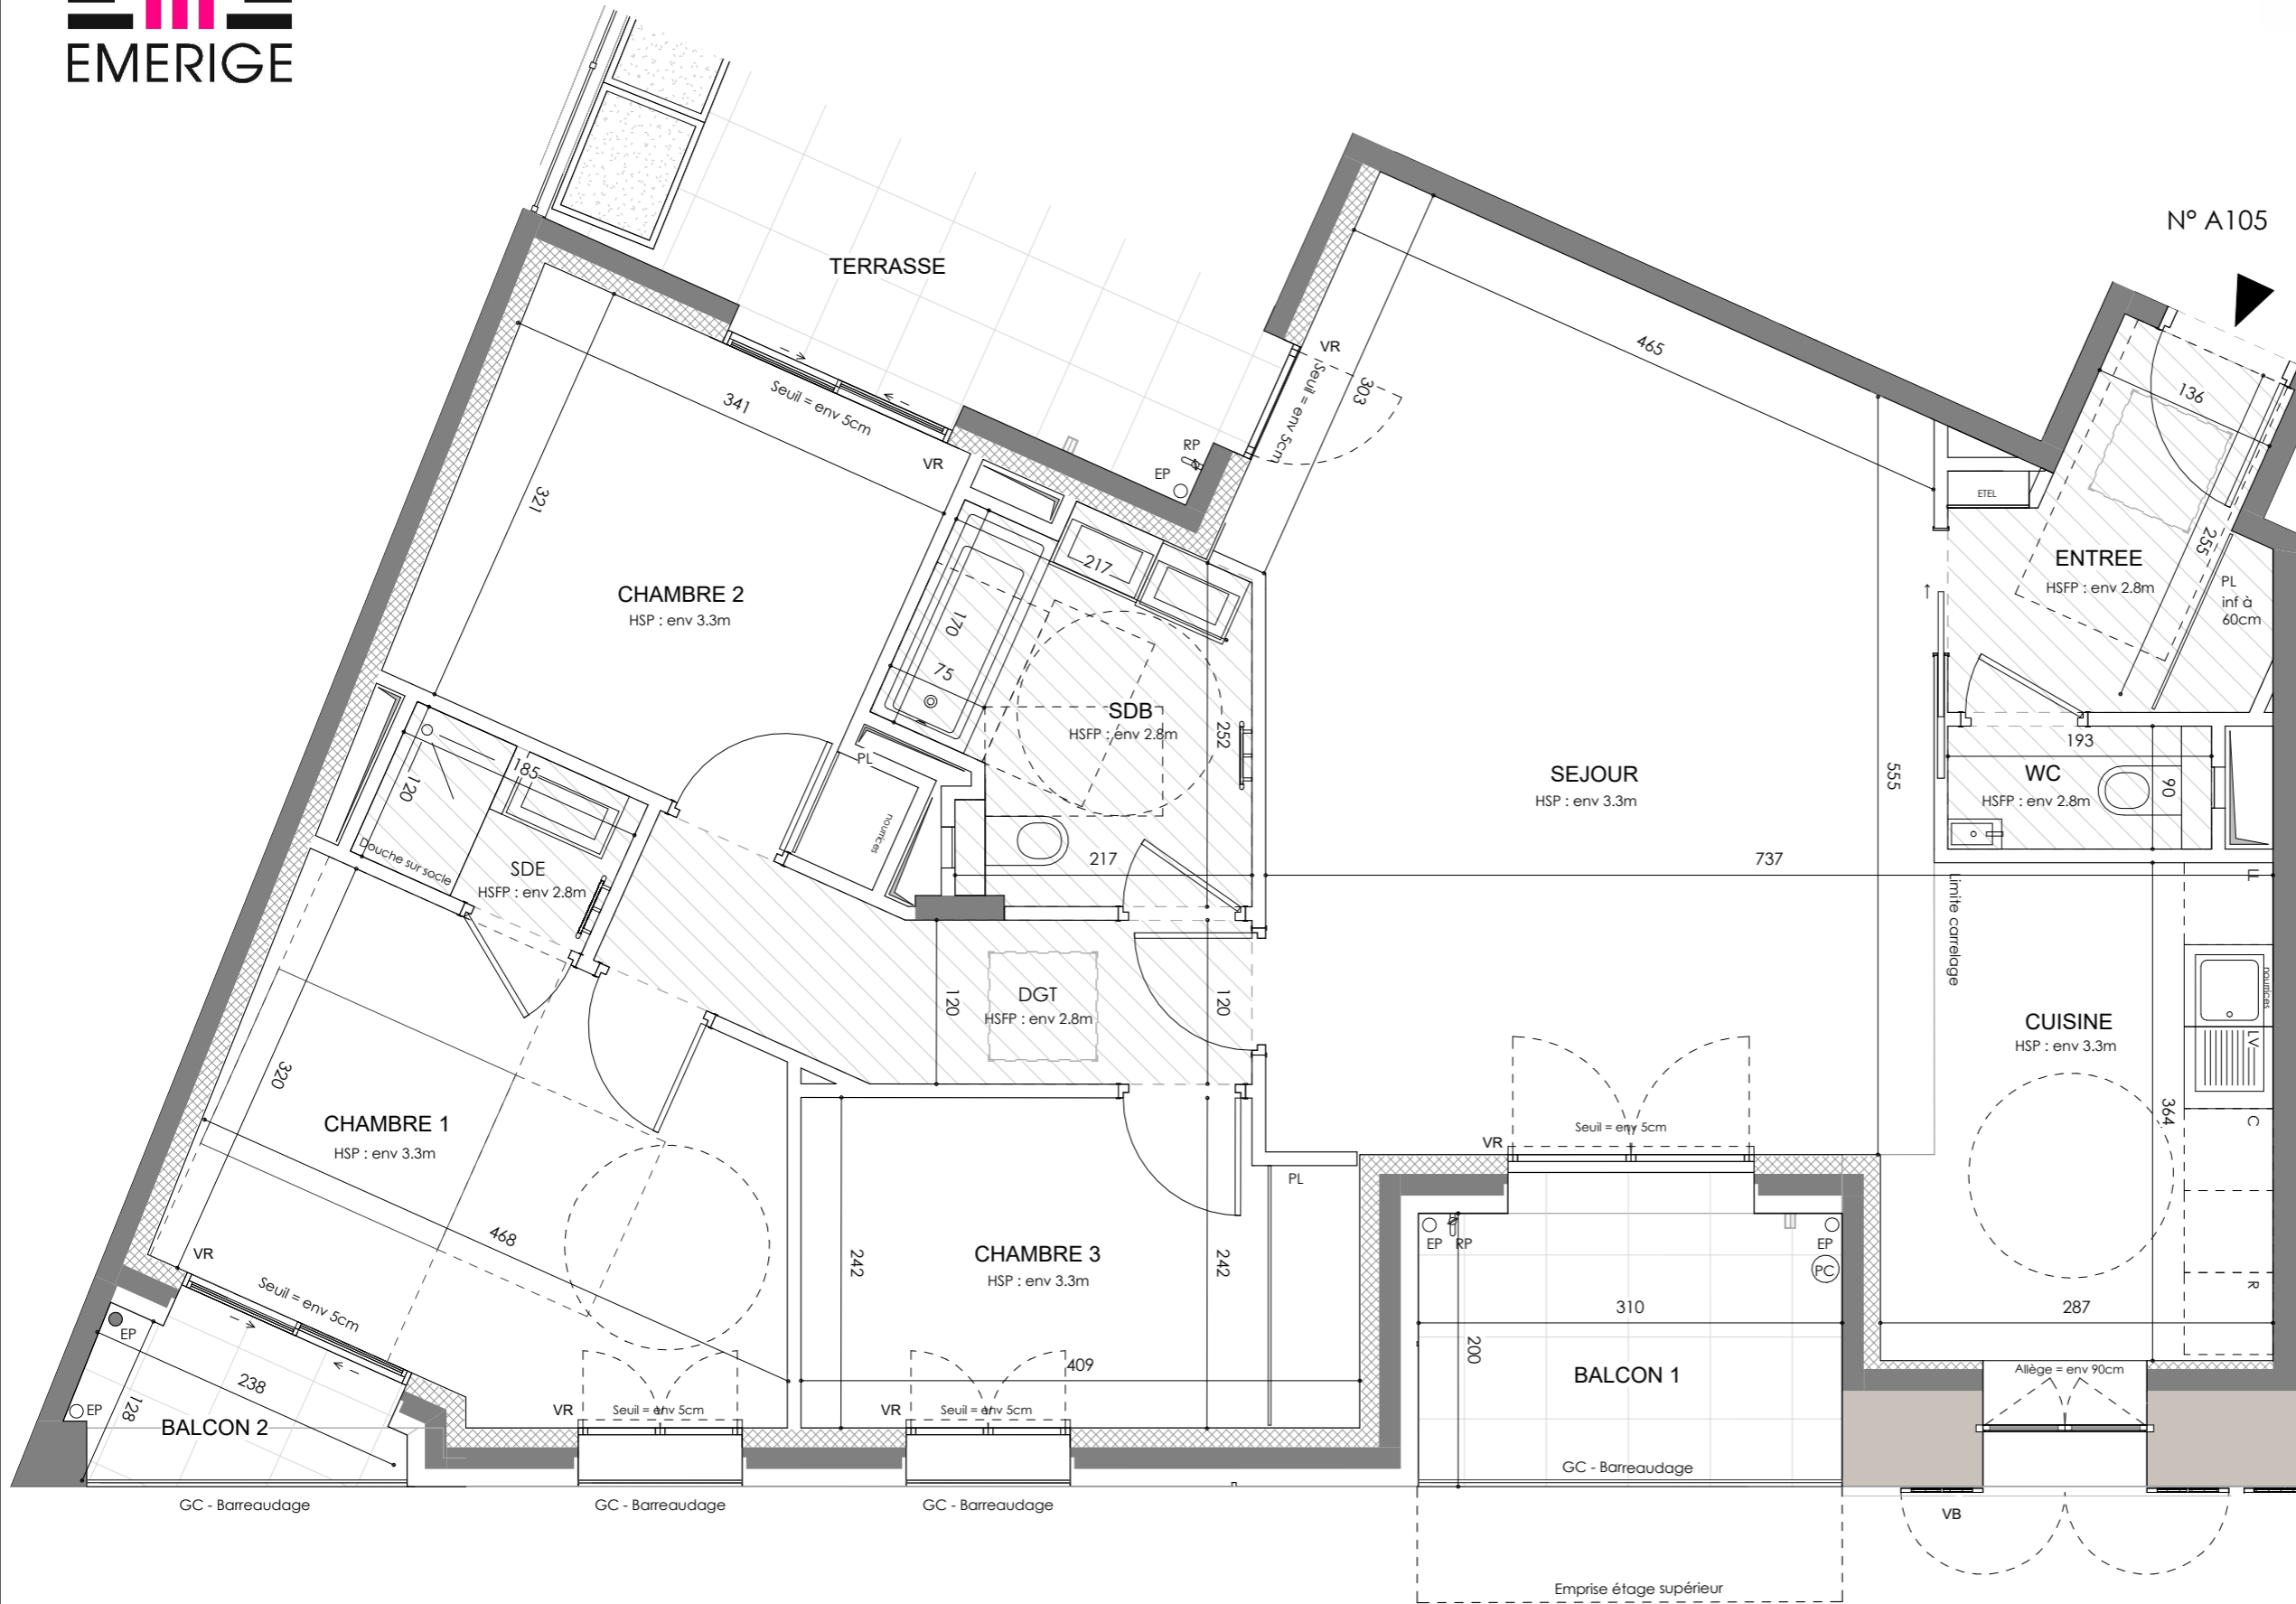 EMERIGE
N° A105
TERRASSE
VR
Seuil = env 5cm
303
465
136
341
Seuil = env 5cm
VR
RP
EP
321
ETEL
ENTREE
HSFP : env 2.8m
255
PL
inf à
60cm
217
CHAMBRE 2
HSP : env 3.3m
170
75
SDB
HSFP : env 2.8m
252
193
WC
HSFP : env 2.8m
90
SEJOUR
HSP : env 3.3m
555
PL
nourrices
185
120
Douche sur socle
SDE
HSFP : env 2.8m
217
737
LL
Limite carrelage
nourrices
120
DGT
HSFP : env 2.8m
120
CUISINE
HSP : env 3.3m
LV
320
CHAMBRE 1
HSP : env 3.3m
364
C
Seuil = env 5cm
VR
PL
468
VR
Seuil = env 5cm
242
CHAMBRE 3
HSP : env 3.3m
242
EP
RP
EP
PC
R
310
287
200
EP
238
409
BALCON 1
Allège = env 90cm
EP
128
BALCON 2
VR
Seuil = env 5cm
VR
Seuil = env 5cm
GC - Barreaudage
GC - Barreaudage
GC - Barreaudage
GC - Barreaudage
VB
Emprise étage supérieur